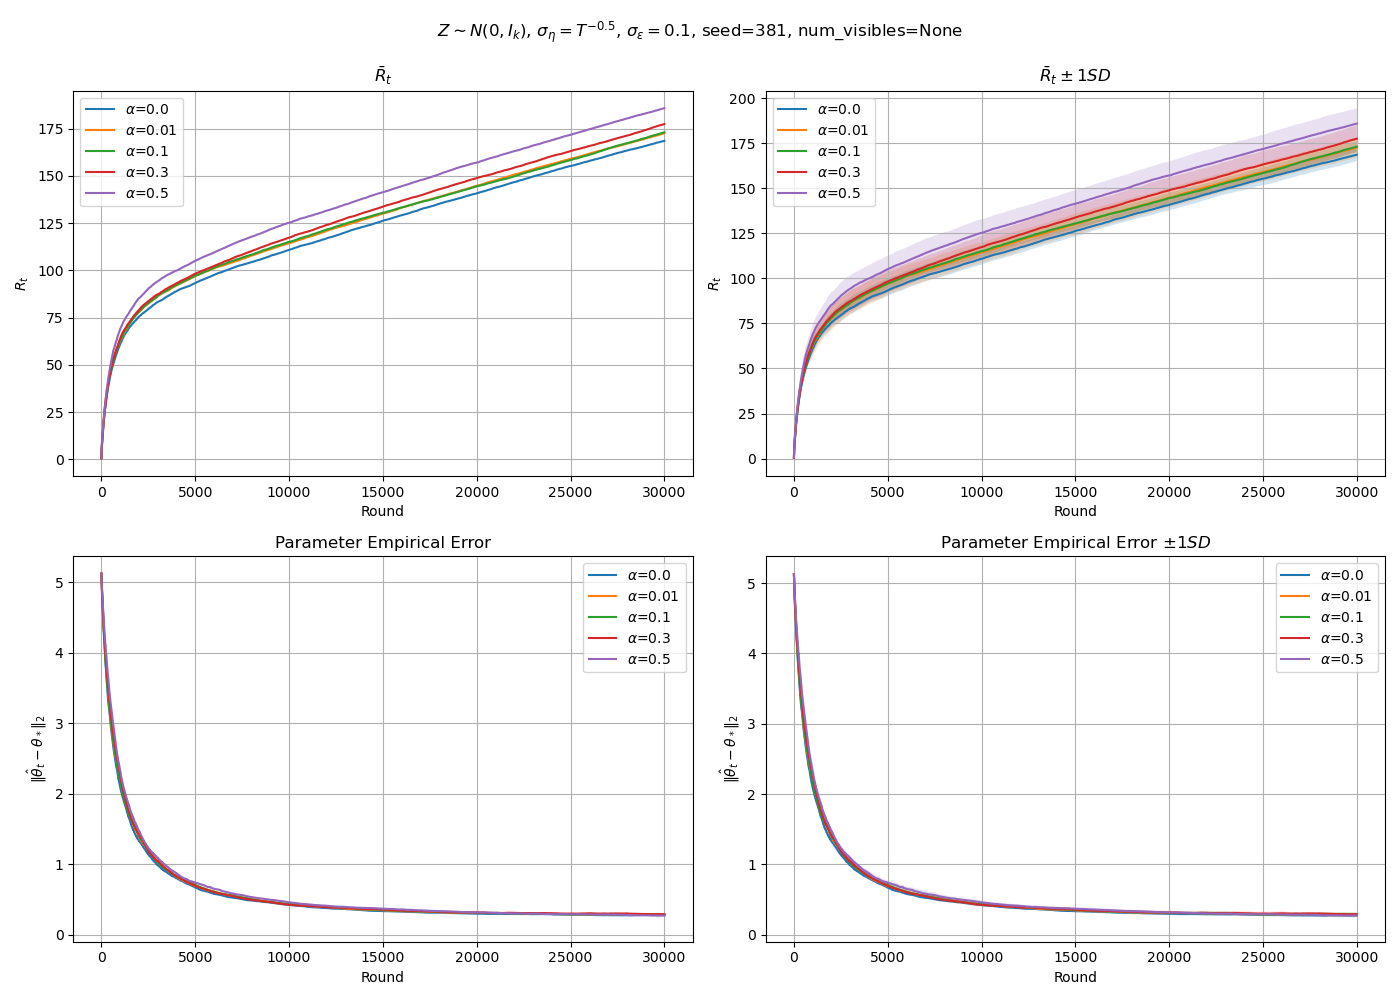 Z ∼ N(0, I_k), σ_η = T^{−0.5}, σ_ε = 0.1, seed=381, num_visibles=None
R̄_t
R̄_t ± 1SD
R_t
175
150
125
100
75
50
25
0
α=0.0
α=0.01
α=0.1
α=0.3
α=0.5
0 5000 10000 15000 20000 25000 30000
Round
R_t
200
175
150
125
100
75
50
25
0
α=0.0
α=0.01
α=0.1
α=0.3
α=0.5
0 5000 10000 15000 20000 25000 30000
Round
Parameter Empirical Error
‖θ̂_t − θ_*‖_2
5
4
3
2
1
0
α=0.0
α=0.01
α=0.1
α=0.3
α=0.5
0 5000 10000 15000 20000 25000 30000
Round
Parameter Empirical Error ±1SD
‖θ̂_t − θ_*‖_2
5
4
3
2
1
0
α=0.0
α=0.01
α=0.1
α=0.3
α=0.5
0 5000 10000 15000 20000 25000 30000
Round